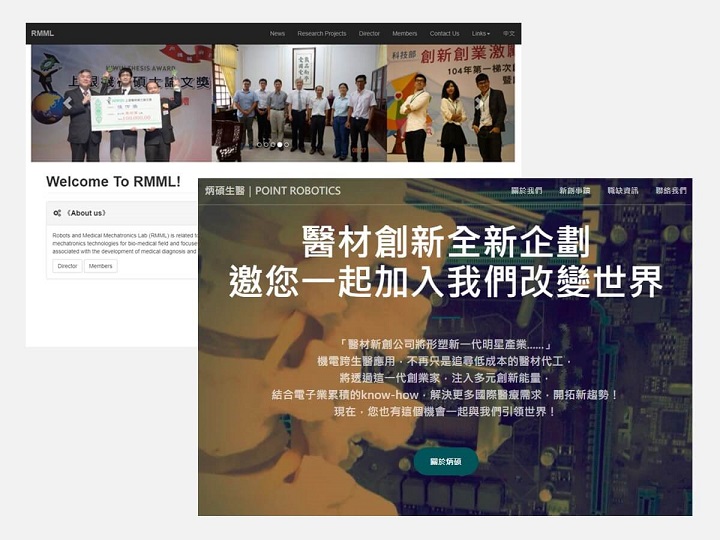 RMML
News Research Projects Director Members Contact Us Links 中文
THESIS AWARD
上銀機械碩士論文獎
科技部 創新創業激勵
104年第一梯次
Welcome To RMML!
《About us》
Robots and Medical Mechatronics Lab (RMML) is related to
mechatronics technologies for bio-medical field and focuse
associated with the development of medical diagnosis and
Director Members
炳碩生醫 | POINT ROBOTICS
關於我們 新創事蹟 職缺資訊 聯絡我們
醫材創新全新企劃
邀您一起加入我們改變世界
「醫材新創公司將形塑新一代明星產業......」
機電跨生醫應用，不再只是追尋低成本的醫材代工，
將透過這一代創業家，注入多元創新能量，
結合電子業累積的know-how，解決更多國際醫療需求，開拓新趨勢！
現在，您也有這個機會一起與我們引領世界！
關於炳碩